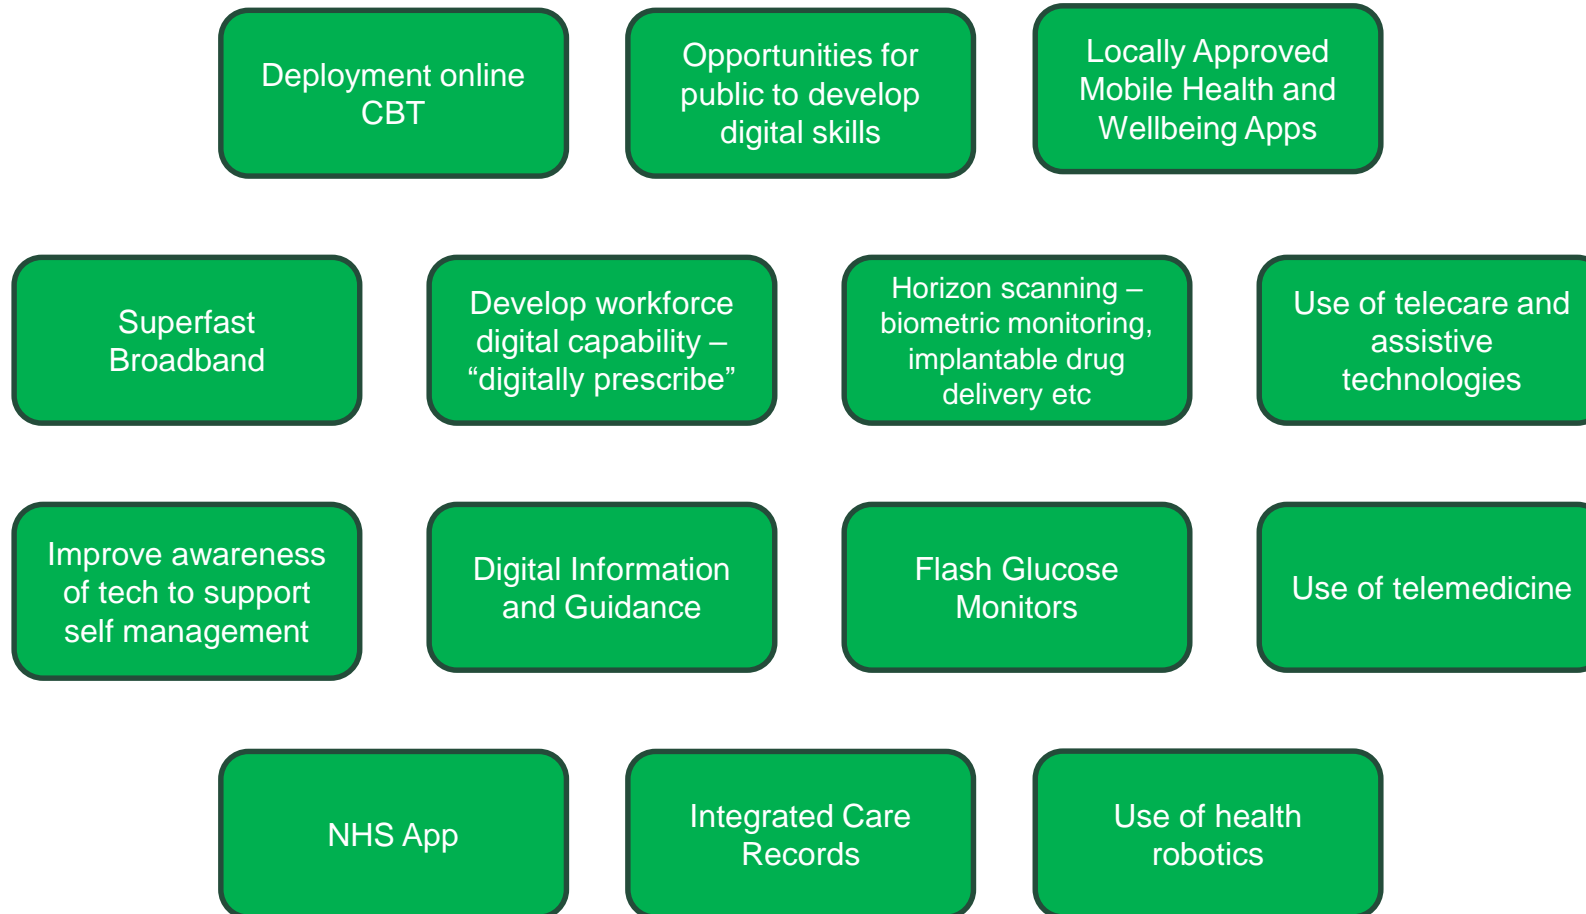 Deployment online
CBT
Opportunities for
public to develop
digital skills
Locally Approved
Mobile Health and
Wellbeing Apps
Superfast
Broadband
Develop workforce
digital capability –
“digitally prescribe”
Horizon scanning –
biometric monitoring,
implantable drug
delivery etc
Use of telecare and
assistive
technologies
Improve awareness
of tech to support
self management
Digital Information
and Guidance
Flash Glucose
Monitors
Use of telemedicine
NHS App
Integrated Care
Records
Use of health
robotics